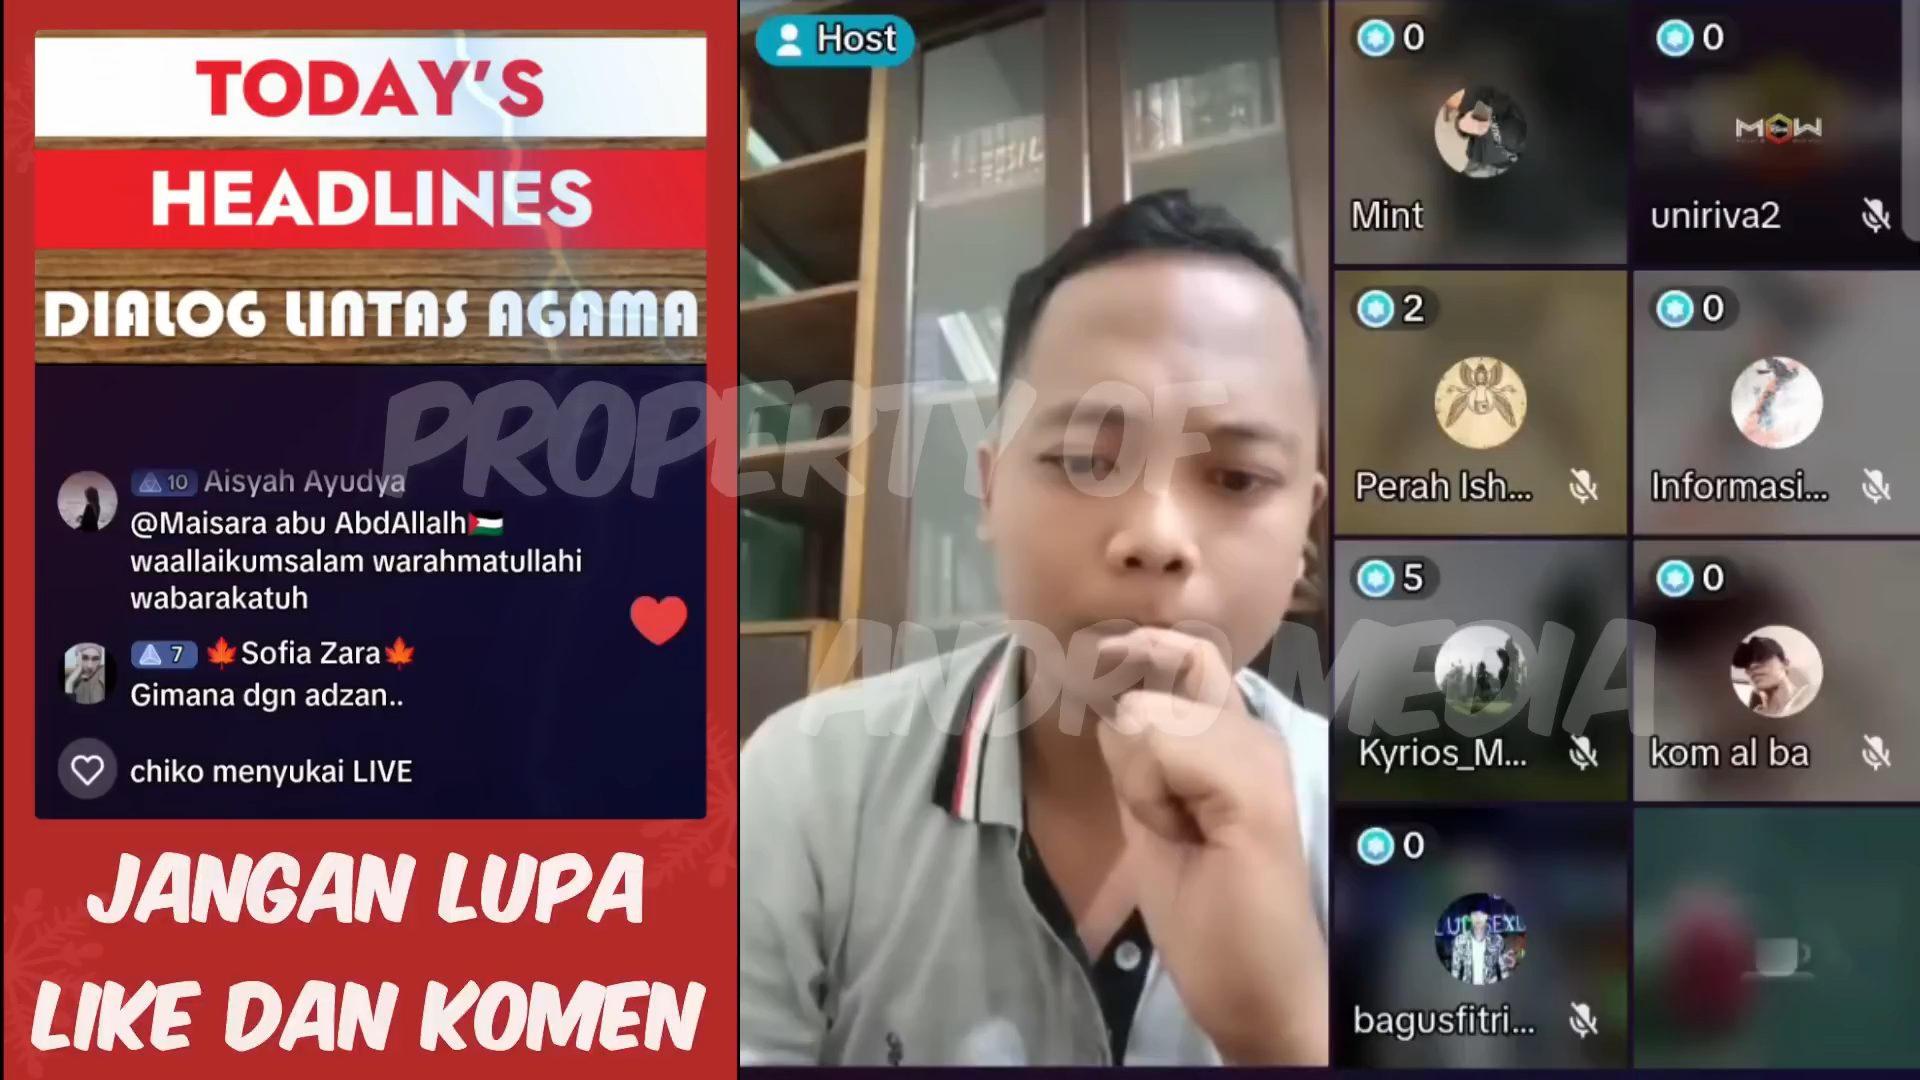 TODAY'S
HEADLINES
DIALOG LINTAS AGAMA
10 Aisyah Ayudya
@Maisara abu AbdAllalh🇵🇸
waallaikumsalam warahmatullahi
wabarakatuh
7 🍁Sofia Zara🍁
Gimana dgn adzan..
chiko menyukai LIVE
JANGAN LUPA
LIKE DAN KOMEN
PROPERTY OF
ANDRO MEDIA
Host
0
Mint
0
MOW
uniriva2
2
Perah Ish...
0
Informasi...
5
Kyrios_M...
0
kom al ba
0
bagusfitri...